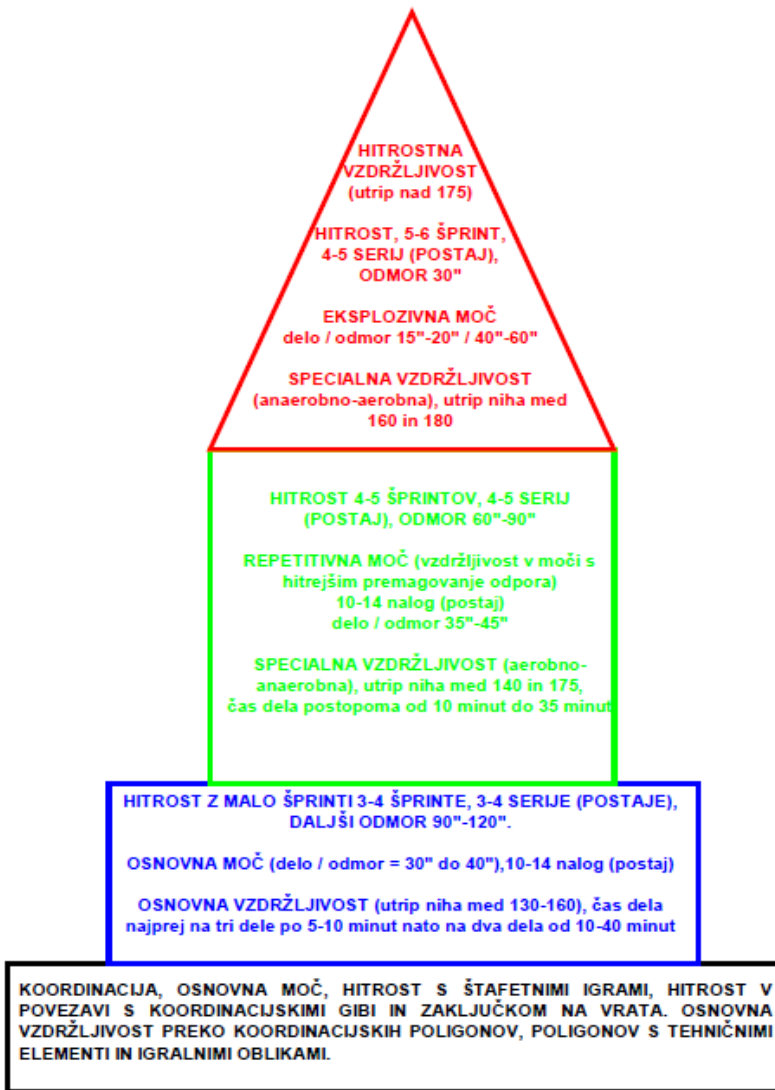 HITROSTNA
VZDRŽLJIVOST
(utrip nad 175)
HITROST, 5-6 ŠPRINT,
4-5 SERIJ (POSTAJ),
ODMOR 30"
EKSPLOZIVNA MOČ
delo / odmor 15"-20" / 40"-60"
SPECIALNA VZDRŽLJIVOST
(anaerobno-aerobna), utrip niha med
160 in 180
HITROST 4-5 ŠPRINTOV, 4-5 SERIJ
(POSTAJ), ODMOR 60"-90"
REPETITIVNA MOČ (vzdržljivost v moči s
hitrejšim premagovanje odpora)
10-14 nalog (postaj)
delo / odmor 35"-45"
SPECIALNA VZDRŽLJIVOST (aerobno-
anaerobna), utrip niha med 140 in 175,
čas dela postopoma od 10 minut do 35 minut
HITROST Z MALO ŠPRINTI 3-4 ŠPRINTE, 3-4 SERIJE (POSTAJE),
DALJŠI ODMOR 90"-120".
OSNOVNA MOČ (delo / odmor = 30" do 40"),10-14 nalog (postaj)
OSNOVNA VZDRŽLJIVOST (utrip niha med 130-160), čas dela
najprej na tri dele po 5-10 minut nato na dva dela od 10-40 minut
KOORDINACIJA, OSNOVNA MOČ, HITROST S ŠTAFETNIMI IGRAMI, HITROST V
POVEZAVI S KOORDINACIJSKIMI GIBI IN ZAKLJUČKOM NA VRATA. OSNOVNA
VZDRŽLJIVOST PREKO KOORDINACIJSKIH POLIGONOV, POLIGONOV S TEHNIČNIMI
ELEMENTI IN IGRALNIMI OBLIKAMI.